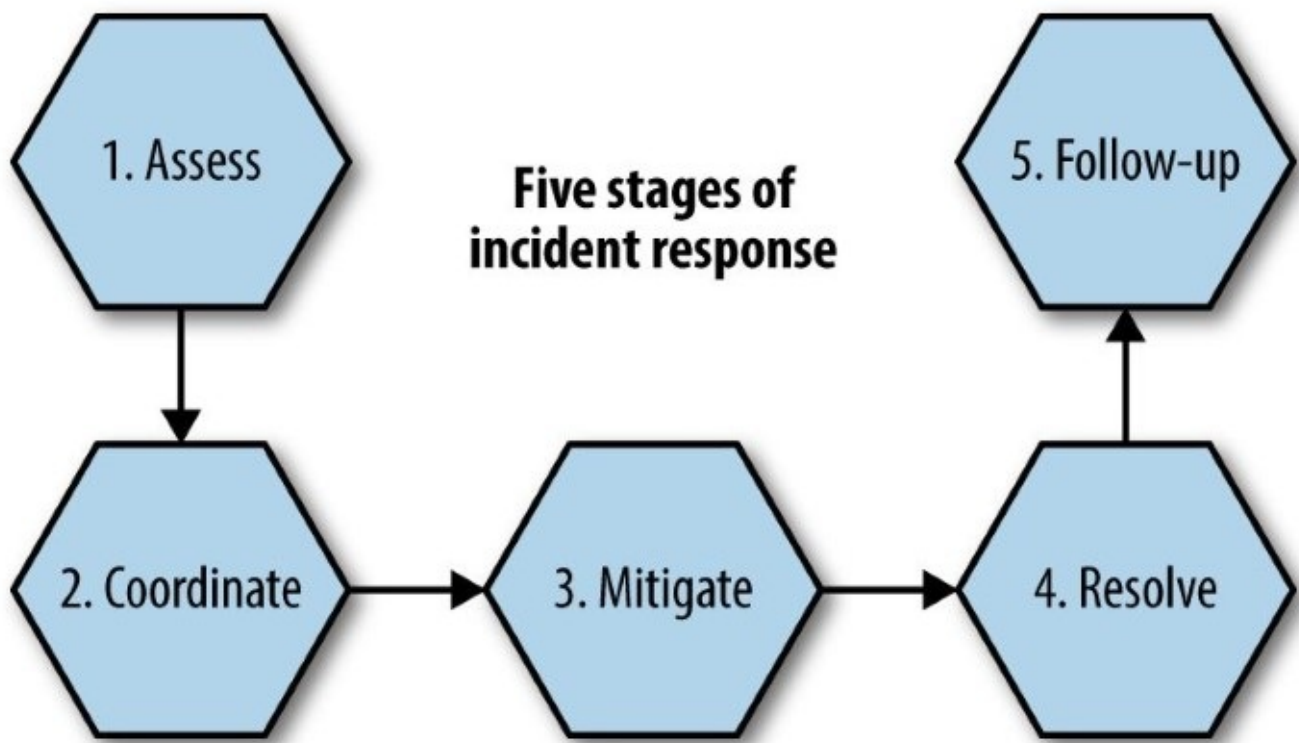 1. Assess
Five stages of
incident response
5. Follow-up
2. Coordinate
3. Mitigate
4. Resolve